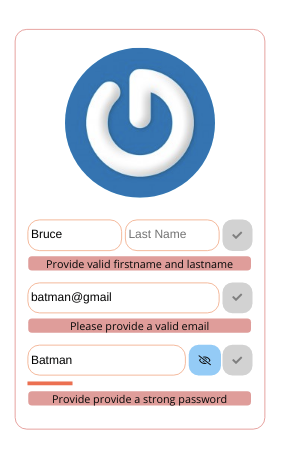 Bruce Last Name
Provide valid firstname and lastname
batman@gmail
Please provide a valid email
Batman
Provide provide a strong password